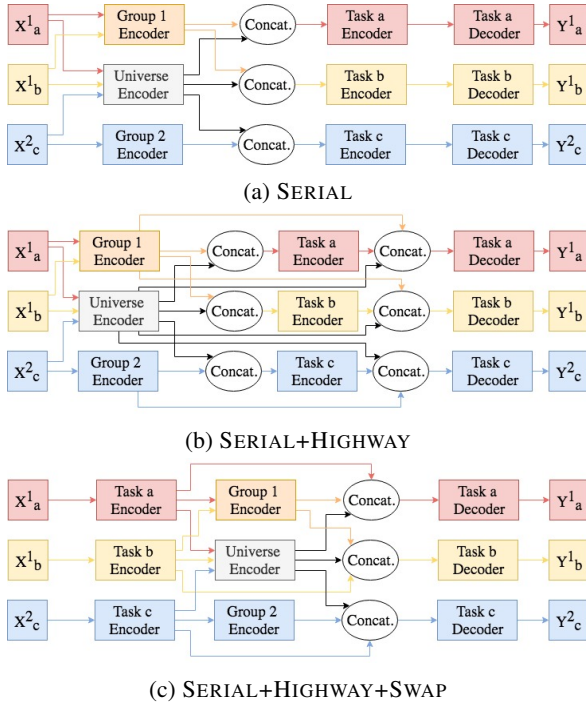 X¹a
Group 1 Encoder
Concat.
Task a Encoder
Task a Decoder
Y¹a
X¹b
Universe Encoder
Concat.
Task b Encoder
Task b Decoder
Y¹b
X²c
Group 2 Encoder
Concat.
Task c Encoder
Task c Decoder
Y²c
(a) SERIAL
X¹a
Group 1 Encoder
Concat.
Task a Encoder
Concat.
Task a Decoder
Y¹a
X¹b
Universe Encoder
Concat.
Task b Encoder
Concat.
Task b Decoder
Y¹b
X²c
Group 2 Encoder
Concat.
Task c Encoder
Concat.
Task c Decoder
Y²c
(b) SERIAL+HIGHWAY
X¹a
Task a Encoder
Group 1 Encoder
Concat.
Task a Decoder
Y¹a
X¹b
Task b Encoder
Universe Encoder
Concat.
Task b Decoder
Y¹b
X²c
Task c Encoder
Group 2 Encoder
Concat.
Task c Decoder
Y²c
(c) SERIAL+HIGHWAY+SWAP